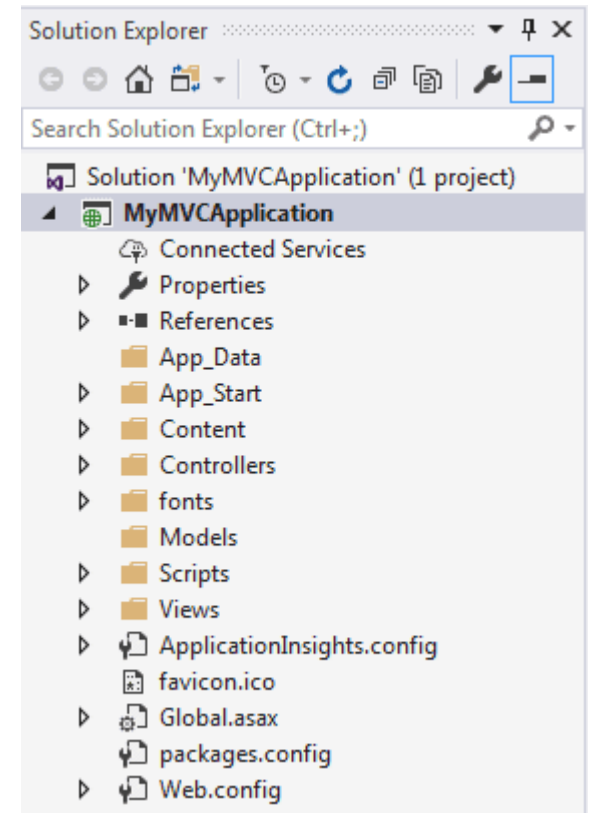 Solution Explorer
Search Solution Explorer (Ctrl+;)
Solution 'MyMVCApplication' (1 project)
MyMVCApplication
Connected Services
Properties
References
App_Data
App_Start
Content
Controllers
fonts
Models
Scripts
Views
ApplicationInsights.config
favicon.ico
Global.asax
packages.config
Web.config